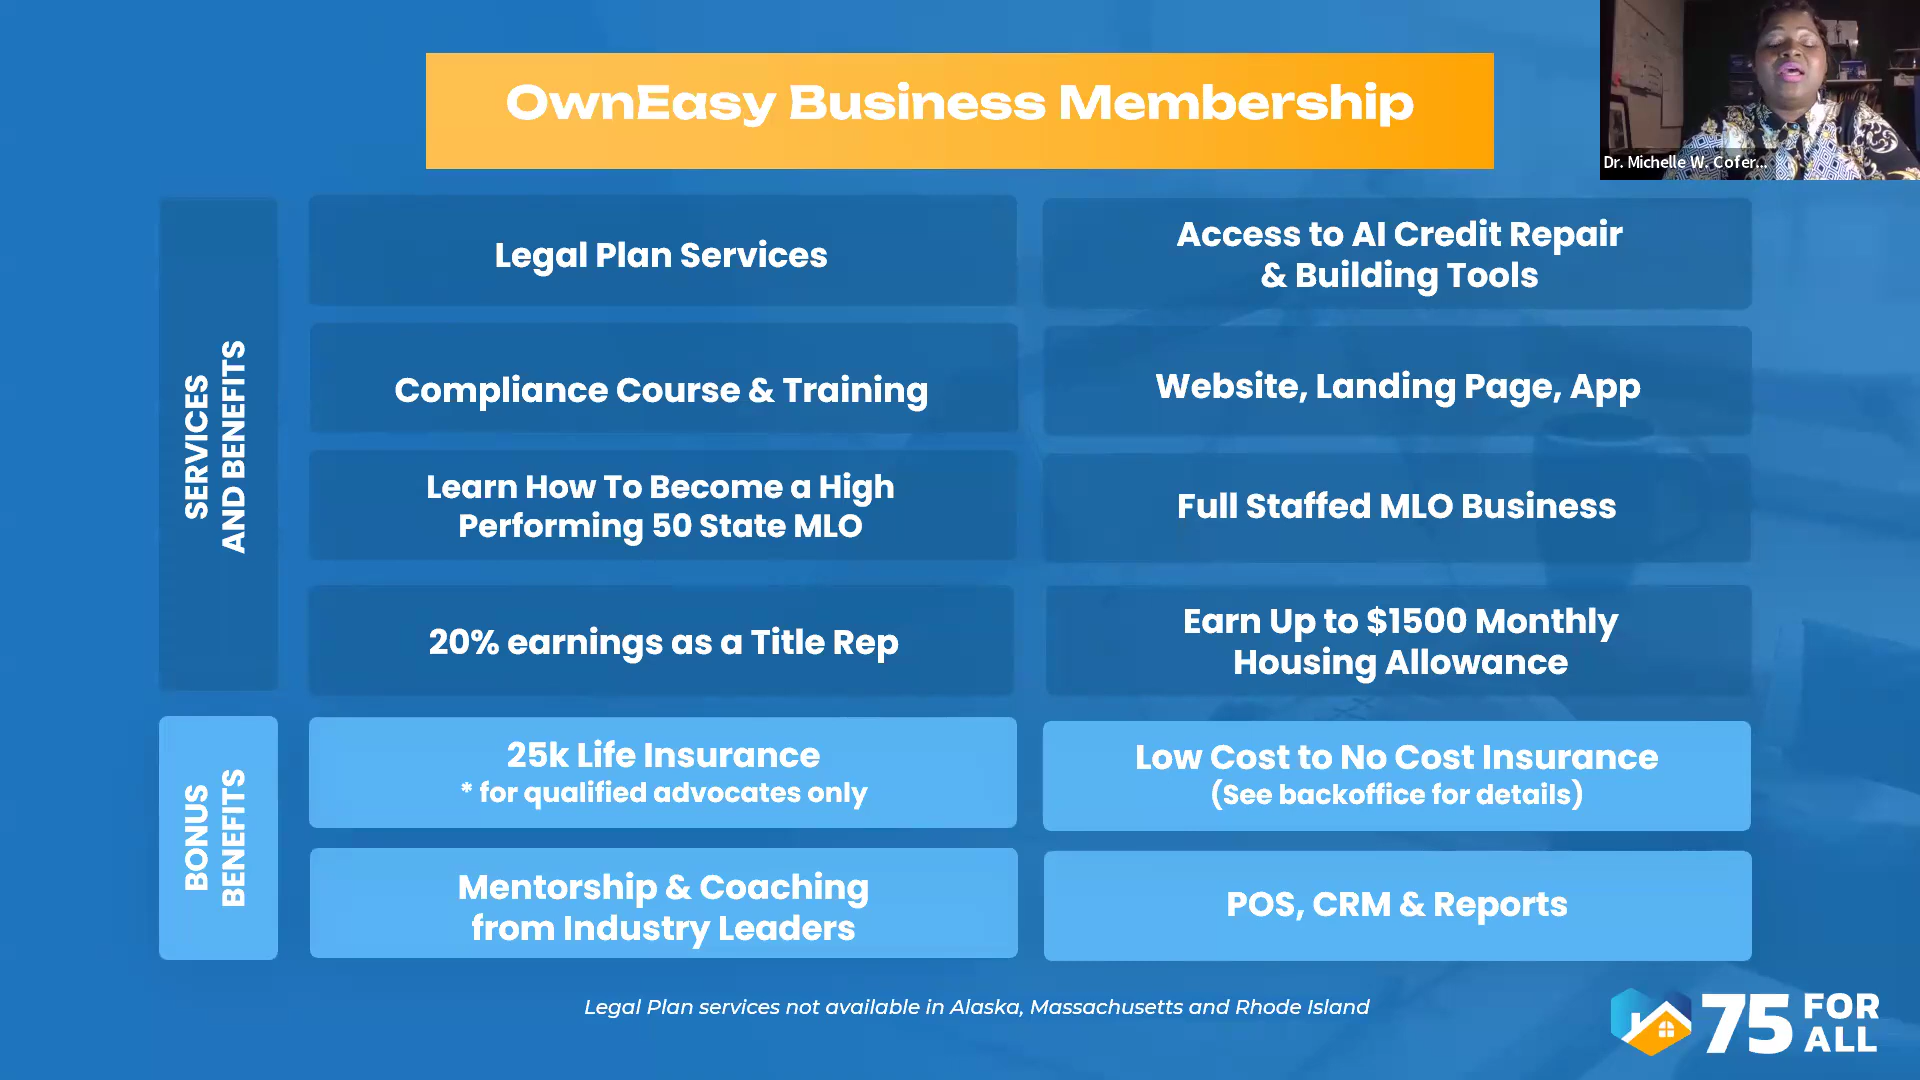 OwnEasy Business Membership
Dr. Michelle W. Cofer...
SERVICES
AND BENEFITS
Legal Plan Services
Access to AI Credit Repair
& Building Tools
Compliance Course & Training
Website, Landing Page, App
Learn How To Become a High
Performing 50 State MLO
Full Staffed MLO Business
20% earnings as a Title Rep
Earn Up to $1500 Monthly
Housing Allowance
BONUS
BENEFITS
25k Life Insurance
* for qualified advocates only
Low Cost to No Cost Insurance
(See backoffice for details)
Mentorship & Coaching
from Industry Leaders
POS, CRM & Reports
Legal Plan services not available in Alaska, Massachusetts and Rhode Island
75 FOR
ALL